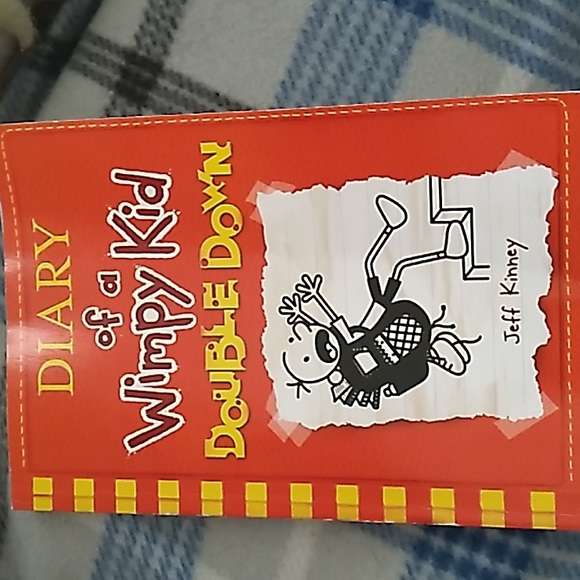 DIARY
of a
Wimpy Kid
DOUBLE DOWN
Jeff Kinney